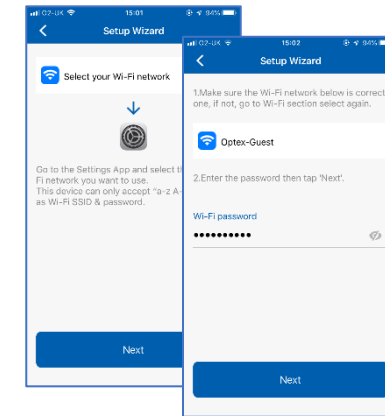 O2-UK 15:01 94%
Setup Wizard
Select your Wi-Fi network
Go to the Settings App and select
Fi network you want to use.
This device can only accept "a-z A-
as Wi-Fi SSID & password.
Next
O2-UK 15:02 94%
Setup Wizard
1.Make sure the Wi-Fi network below is correct
one, if not, go to Wi-Fi section select again.
Optex-Guest
2.Enter the password then tap 'Next'.
Wi-Fi password
••••••••••
Next